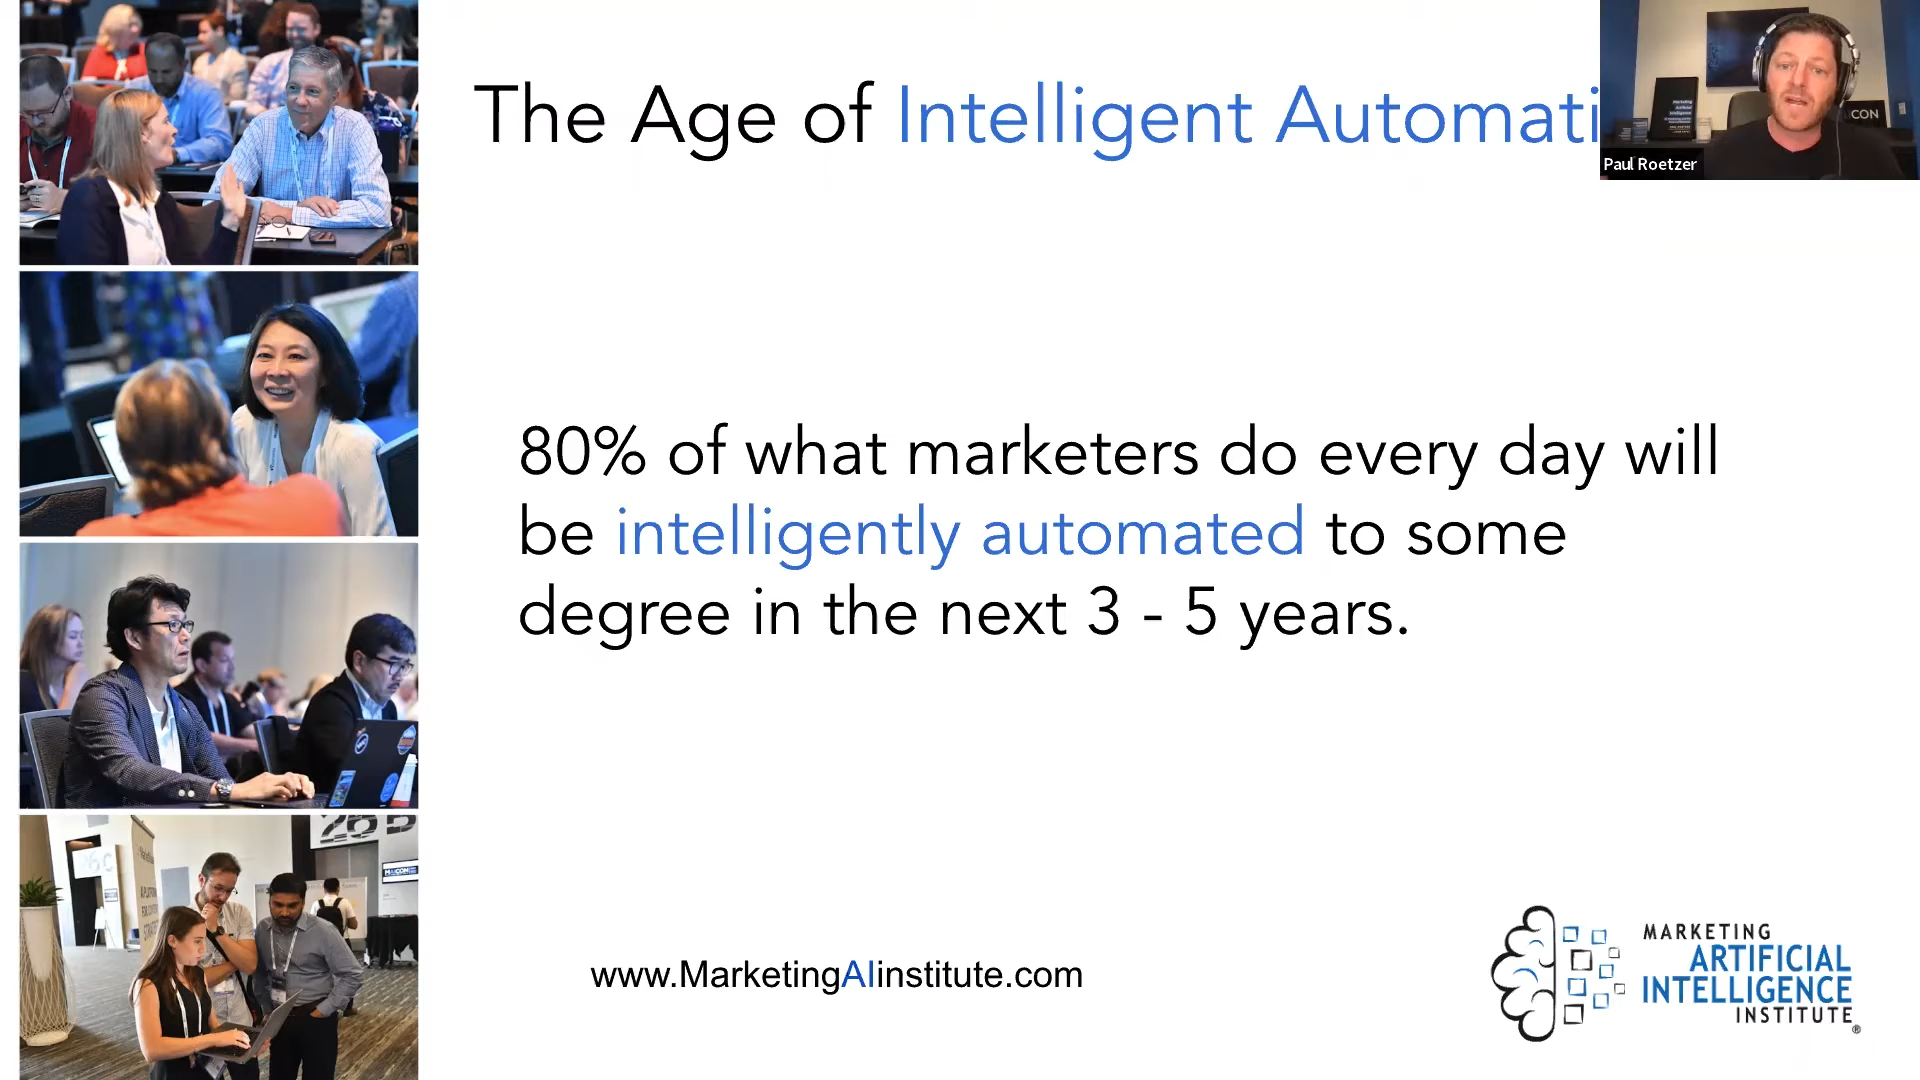 The Age of Intelligent Automati
Paul Roetzer
CON
80% of what marketers do every day will
be intelligently automated to some
degree in the next 3 - 5 years.
26C
www.MarketingAIinstitute.com
MARKETING
ARTIFICIAL
INTELLIGENCE
INSTITUTE®